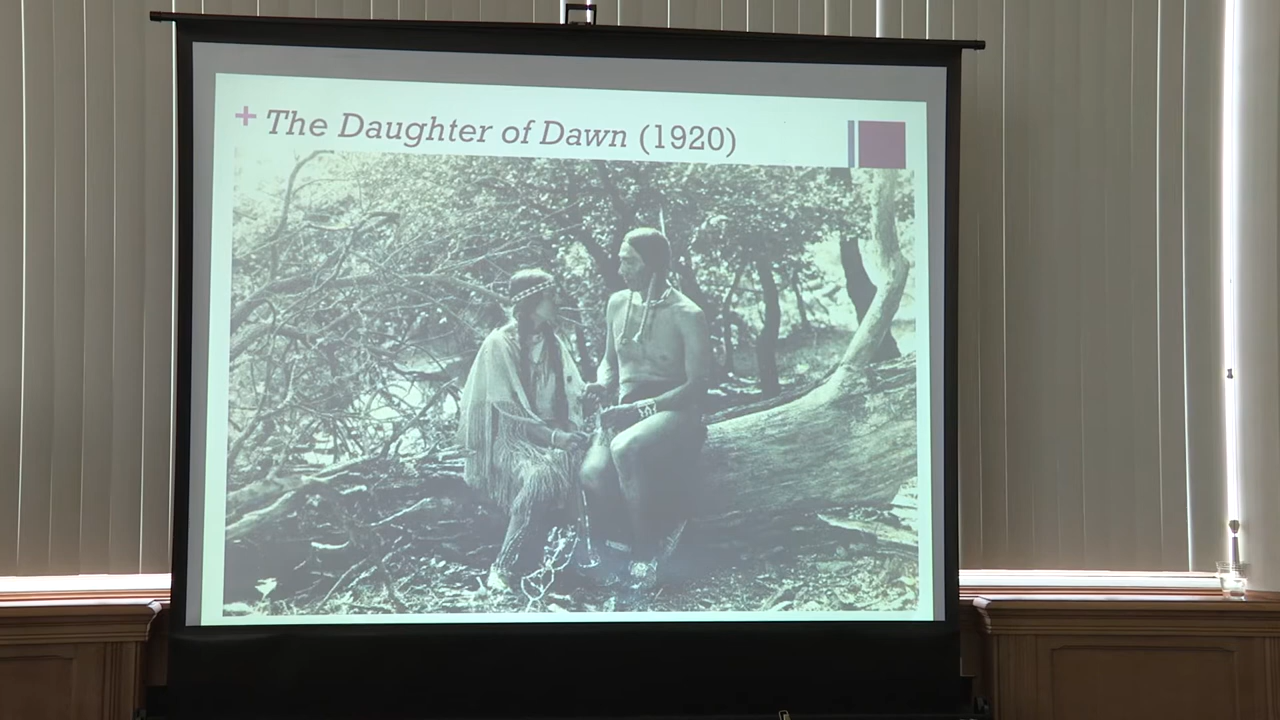 + The Daughter of Dawn (1920)